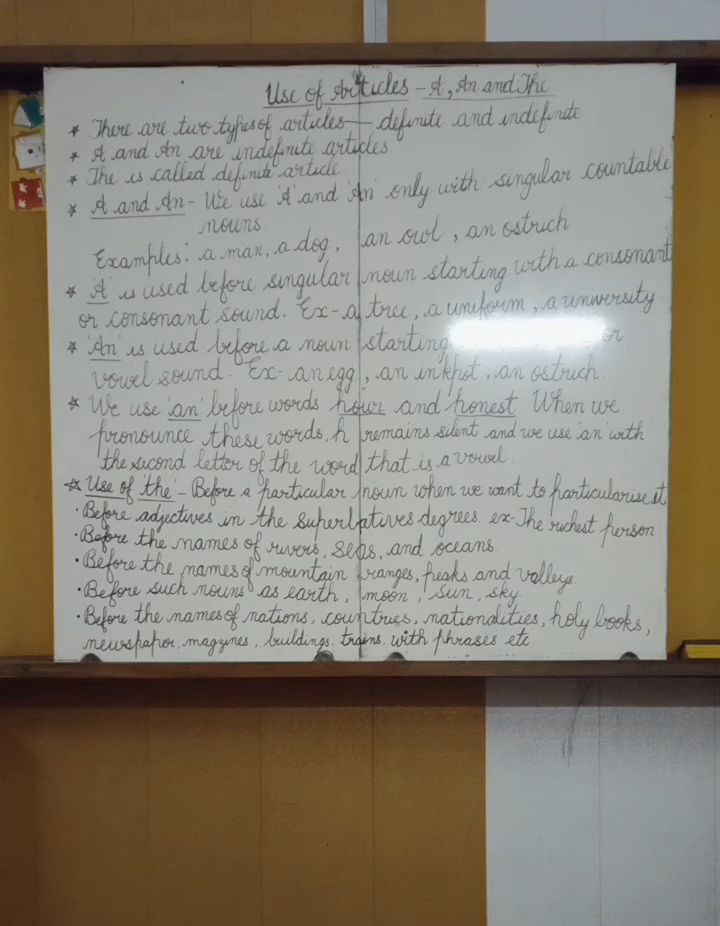 Use of Articles - A, An and The
* There are two types of articles — definite and indefinite
* A and An are indefinite articles.
* The is called definite article.
* A and An - We use 'A' and 'An' only with singular countable
nouns.
Examples: a man, a dog, an owl, an ostrich
* 'A' is used before singular noun starting with a consonant
or consonant sound. Ex- a tree, a uniform, a university.
* 'An' is used before a noun starting or
vowel sound. Ex- an egg, an inkpot, an ostrich.
* We use 'an' before words hour and honest. When we
pronounce these words, h remains silent and we use 'an' with
the second letter of the word that is a vowel.
* Use of 'the' - Before a particular noun when we want to particularise it
• Before adjectives in the superlatives degrees. ex- The richest person
• Before the names of rivers, seas, and oceans.
• Before the names of mountain ranges, peaks and valleys.
• Before such nouns as earth, moon, sun, sky
• Before the names of nations, countries, nationalities, holy books,
newspapor, magzines, buildings, trains, with phrases etc